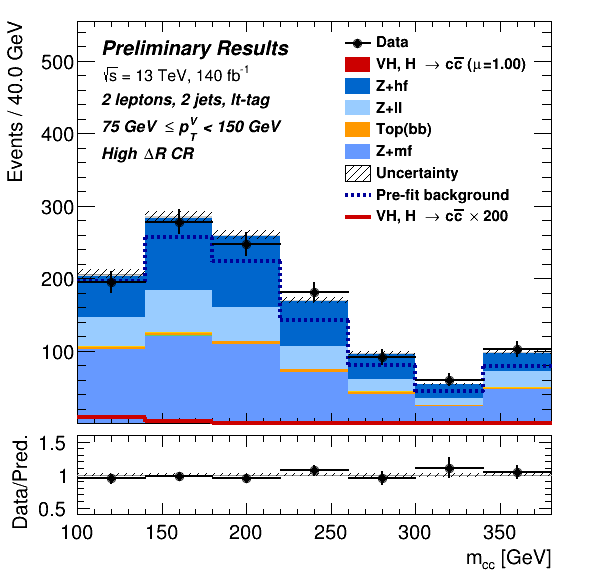 Events / 40.0 GeV
500
400
300
200
100
Preliminary Results
√s = 13 TeV, 140 fb⁻¹
2 leptons, 2 jets, lt-tag
75 GeV ≤ p_T^V < 150 GeV
High ΔR CR
Data
VH, H → cc̅ (μ=1.00)
Z+hf
Z+ll
Top(bb)
Z+mf
Uncertainty
Pre-fit background
VH, H → cc̅ × 200
Data/Pred.
1.5
1
0.5
100 150 200 250 300 350
m_cc [GeV]